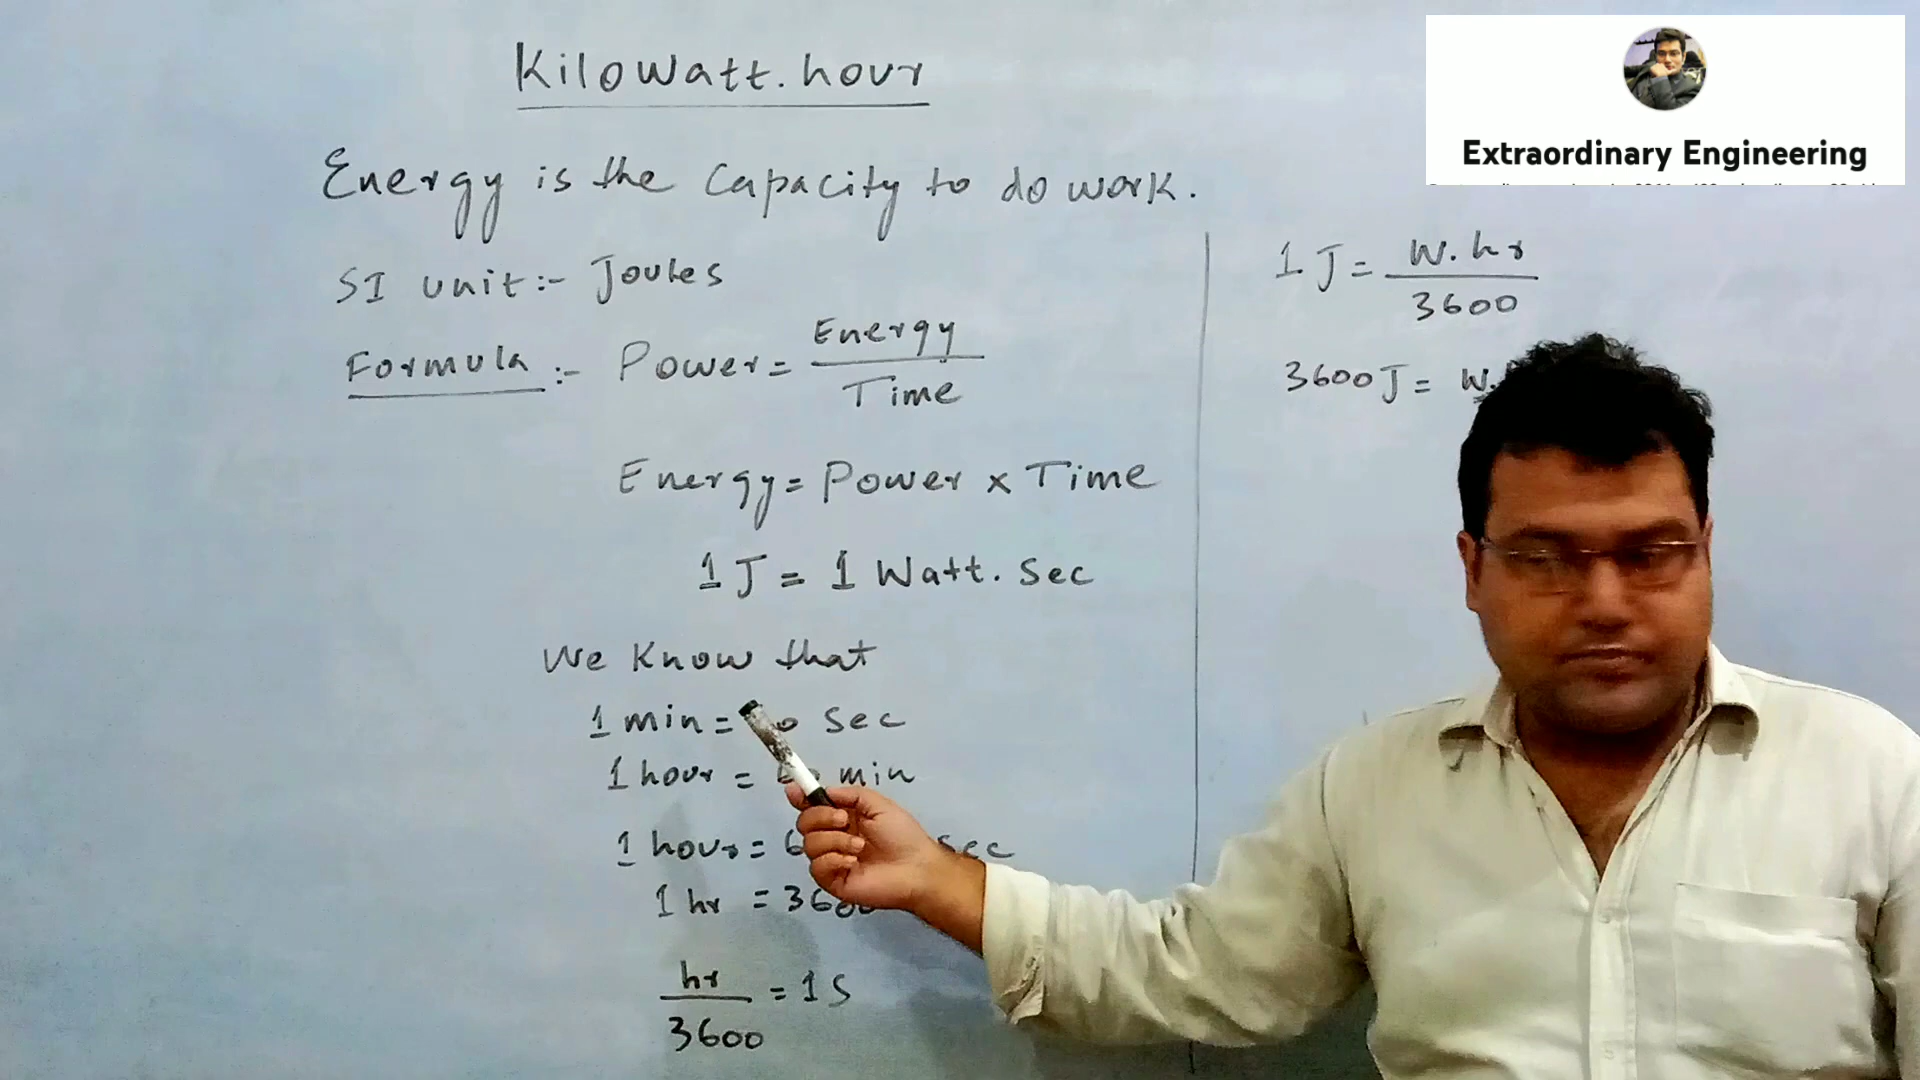 Kilowatt.hour
Energy is the capacity to do work.
SI unit:- Joules
Formula:- Power = Energy
Time
Energy = Power x Time
1 J = 1 Watt. Sec
We Know that
1 min = Sec
1 hour = min
1 hour = Sec
1 hr =
hr
3600 = 1 S
1 J = W.hr
3600
3600 J = W.
Extraordinary Engineering